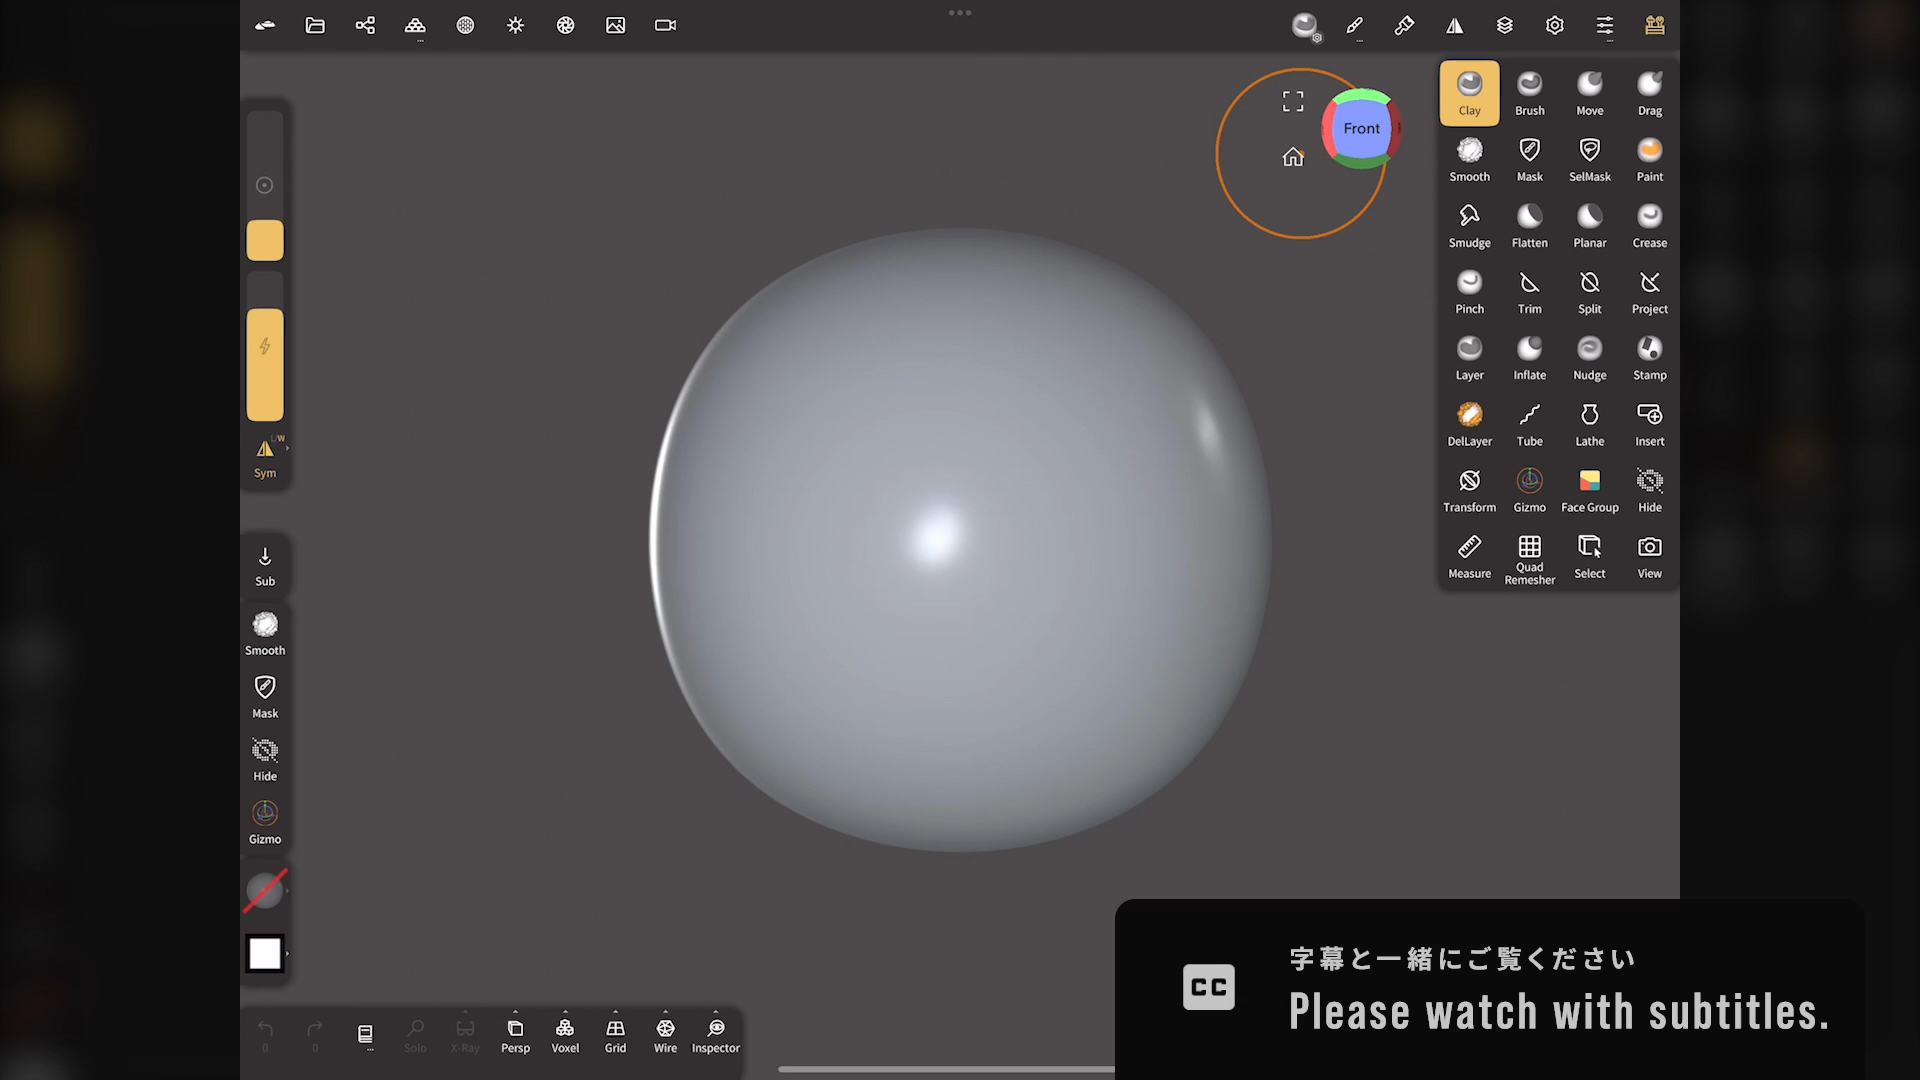 Front
Clay Brush Move Drag
Smooth Mask SelMask Paint
Smudge Flatten Planar Crease
Pinch Trim Split Project
Layer Inflate Nudge Stamp
DelLayer Tube Lathe Insert
Transform Gizmo Face Group Hide
Measure Quad Remesher Select View
L/W
Sym
Sub
Smooth
Mask
Hide
Gizmo
0 0 Solo X-Ray Persp Voxel Grid Wire Inspector
CC
字幕と一緒にご覧ください
Please watch with subtitles.